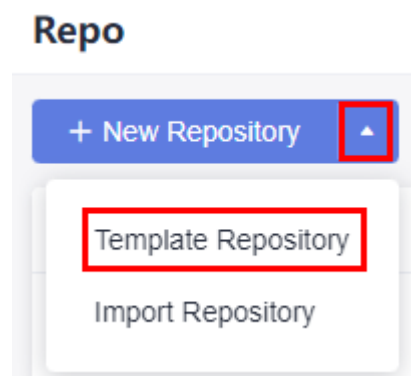 Repo
+ New Repository
Template Repository
Import Repository